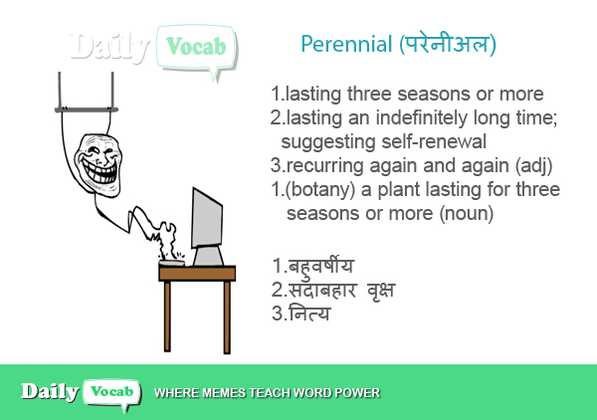 Daily Vocab
Perennial (परेनीअल)
1.lasting three seasons or more
2.lasting an indefinitely long time;
suggesting self-renewal
3.recurring again and again (adj)
1.(botany) a plant lasting for three
seasons or more (noun)
1.बहुवर्षीय
2.सदाबहार वृक्ष
3.नित्य
Daily Vocab WHERE MEMES TEACH WORD POWER